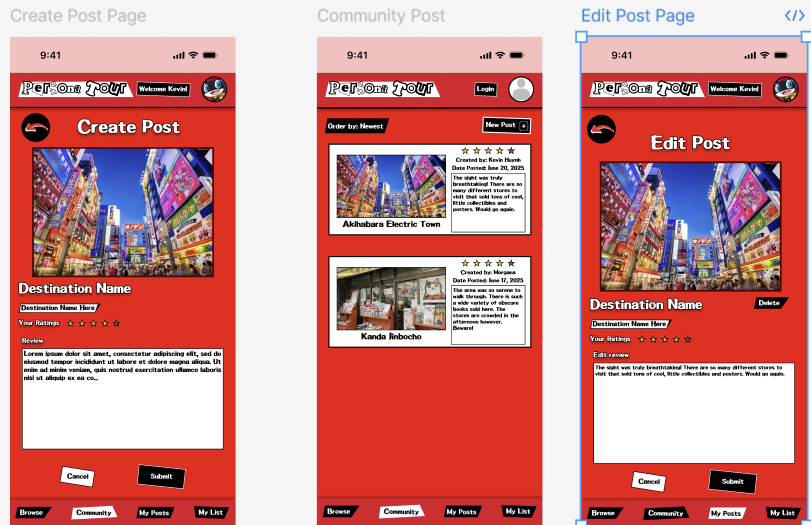 Create Post Page
9:41
Persona Tour
Welcome Kevin!
Create Post
Destination Name
Destination Name Here
Your Ratings
Review
Lorem ipsum dolor sit amet, consectetur adipiscing elit, sed do
eiusmod tempor incididunt ut labore et dolore magna aliqua. Ut
enim ad minim veniam, quis nostrud exercitation ullamco laboris
nisi ut aliquip ex ea co...
Cancel
Submit
Browse
Community
My Posts
My List
Community Post
9:41
Persona Tour
Login
Order by: Newest
New Post +
Created by: Kevin Huynh
Date Posted: June 20, 2025
The sight was truly
breathtaking! There are so
many different stores to
visit that sold tons of cool,
little collectibles and
posters. Would go again.
Akihabara Electric Town
Created by: Morgana
Date Posted: June 17, 2025
The area was so serene to
walk through. There is such
a wide variety of obscure
books sold here. The
stores are crowded in the
afternoon however.
Beware!
Kanda Jinbocho
Browse
Community
My Posts
My List
Edit Post Page
</>
9:41
Persona Tour
Welcome Kevin!
Edit Post
Destination Name
Delete
Destination Name Here
Your Ratings
Edit review
The sight was truly breathtaking! There are so many different stores to
visit that sold tons of cool, little collectibles and posters. Would go again.
Cancel
Submit
Browse
Community
My Posts
My List